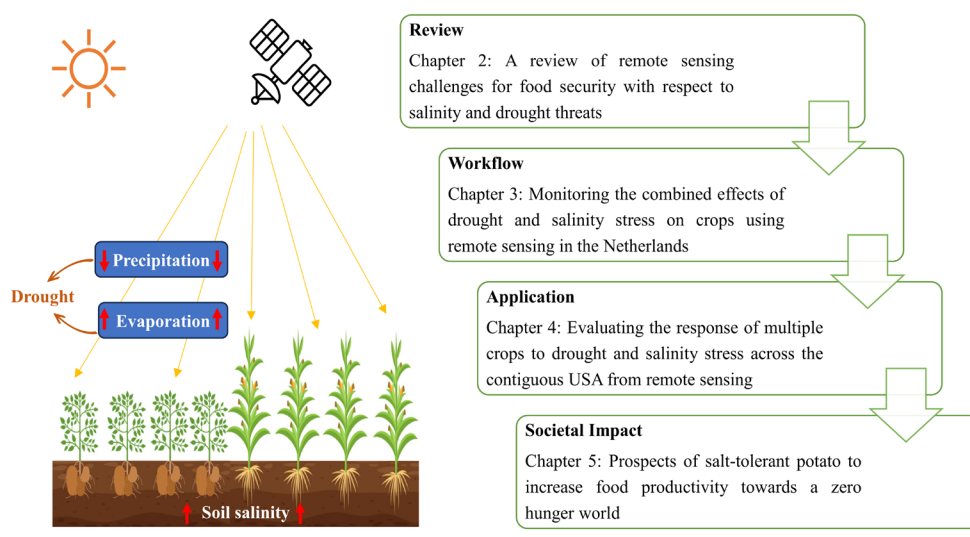 Precipitation
Drought
Evaporation
Soil salinity
Review
Chapter 2: A review of remote sensing
challenges for food security with respect to
salinity and drought threats
Workflow
Chapter 3: Monitoring the combined effects of
drought and salinity stress on crops using
remote sensing in the Netherlands
Application
Chapter 4: Evaluating the response of multiple
crops to drought and salinity stress across the
contiguous USA from remote sensing
Societal Impact
Chapter 5: Prospects of salt-tolerant potato to
increase food productivity towards a zero
hunger world